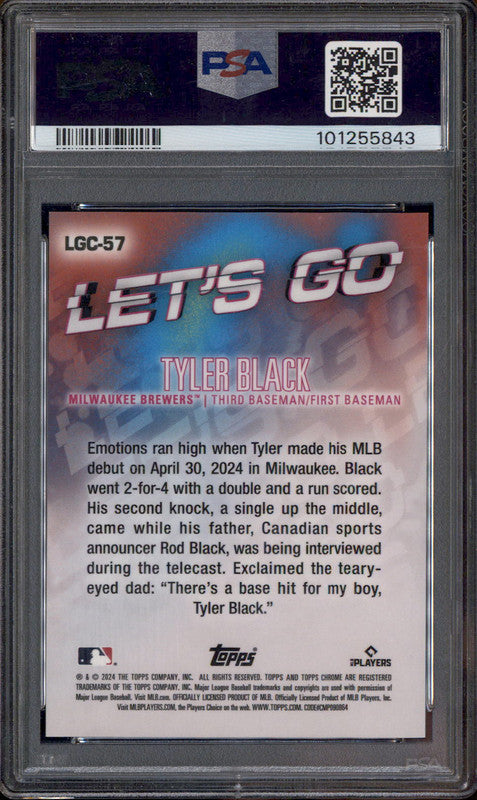 PSA
101255843
LGC-57
LET'S GO
TYLER BLACK
MILWAUKEE BREWERS™ | THIRD BASEMAN/FIRST BASEMAN
Emotions ran high when Tyler made his MLB
debut on April 30, 2024 in Milwaukee. Black
went 2-for-4 with a double and a run scored.
His second knock, a single up the middle,
came while his father, Canadian sports
announcer Rod Black, was being interviewed
during the telecast. Exclaimed the teary-
eyed dad: “There's a base hit for my boy,
Tyler Black.”
Topps
PLAYERS
® & © 2024 THE TOPPS COMPANY, INC. ALL RIGHTS RESERVED. TOPPS AND TOPPS CHROME ARE REGISTERED
TRADEMARKS OF THE TOPPS COMPANY, INC. Major League Baseball trademarks and copyrights are used with permission of
Major League Baseball. Visit MLB.com. OFFICIALLY LICENSED PRODUCT OF MLB. Officially Licensed Product of MLB Players, Inc.
Visit MLBPLAYERS.com, the Players Choice on the web. WWW.TOPPS.COM. CODE#CMP090864
PSA